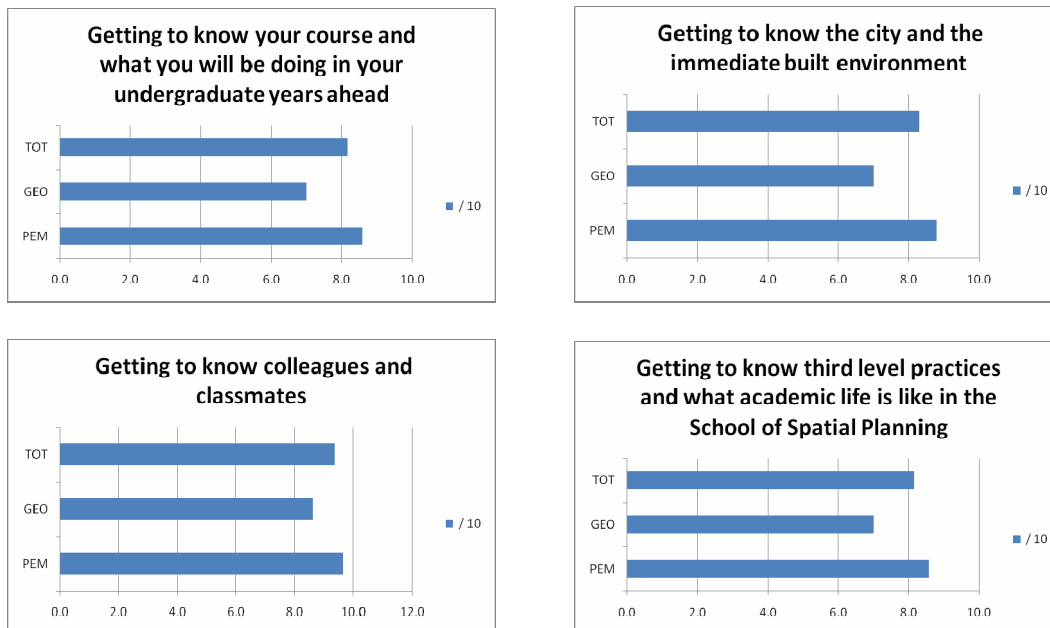 Getting to know your course and
what you will be doing in your
undergraduate years ahead
TOT
GEO
PEM
/ 10
0.0 2.0 4.0 6.0 8.0 10.0
Getting to know the city and the
immediate built environment
TOT
GEO
PEM
/ 10
0.0 2.0 4.0 6.0 8.0 10.0
Getting to know colleagues and
classmates
TOT
GEO
PEM
/ 10
0.0 2.0 4.0 6.0 8.0 10.0 12.0
Getting to know third level practices
and what academic life is like in the
School of Spatial Planning
TOT
GEO
PEM
/ 10
0.0 2.0 4.0 6.0 8.0 10.0